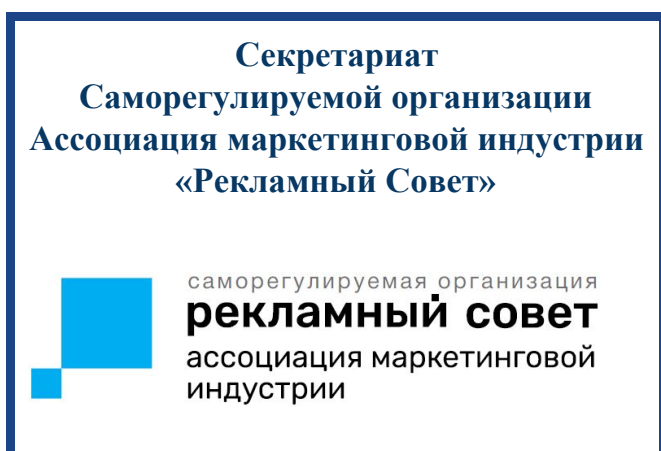 Секретариат
Саморегулируемой организации
Ассоциация маркетинговой индустрии
«Рекламный Совет»
саморегулируемая организация
рекламный совет
ассоциация маркетинговой
индустрии